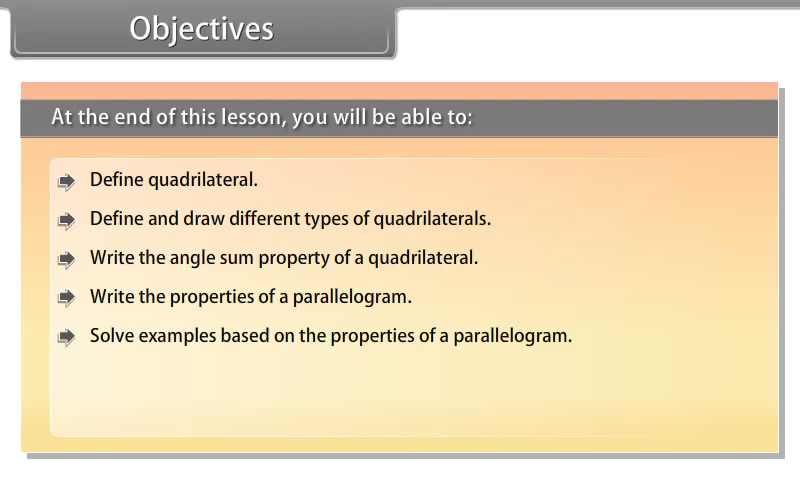 Objectives
At the end of this lesson, you will be able to:
Define quadrilateral.
Define and draw different types of quadrilaterals.
Write the angle sum property of a quadrilateral.
Write the properties of a parallelogram.
Solve examples based on the properties of a parallelogram.